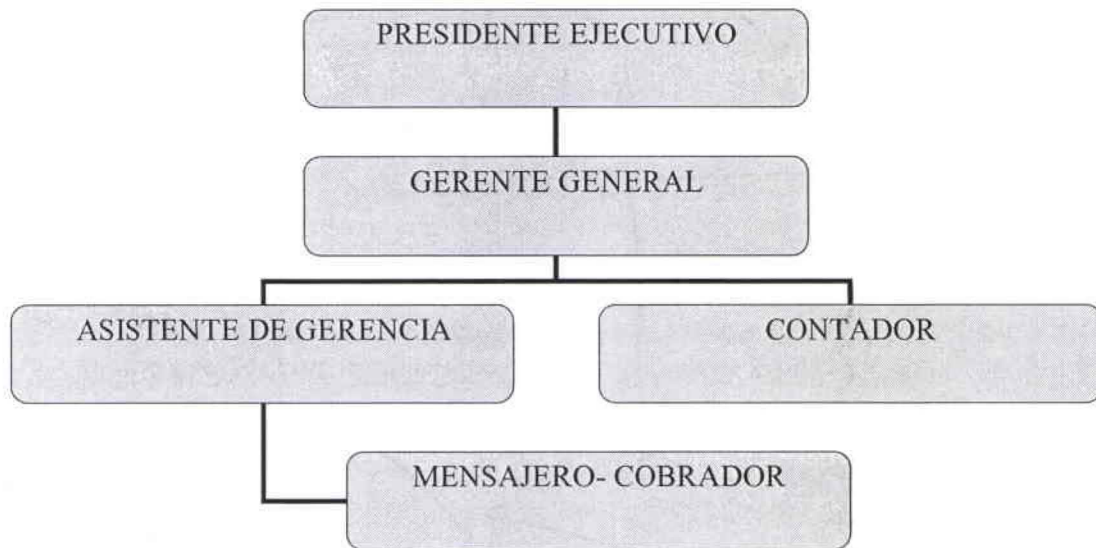 PRESIDENTE EJECUTIVO
GERENTE GENERAL
ASISTENTE DE GERENCIA
CONTADOR
MENSAJERO- COBRADOR